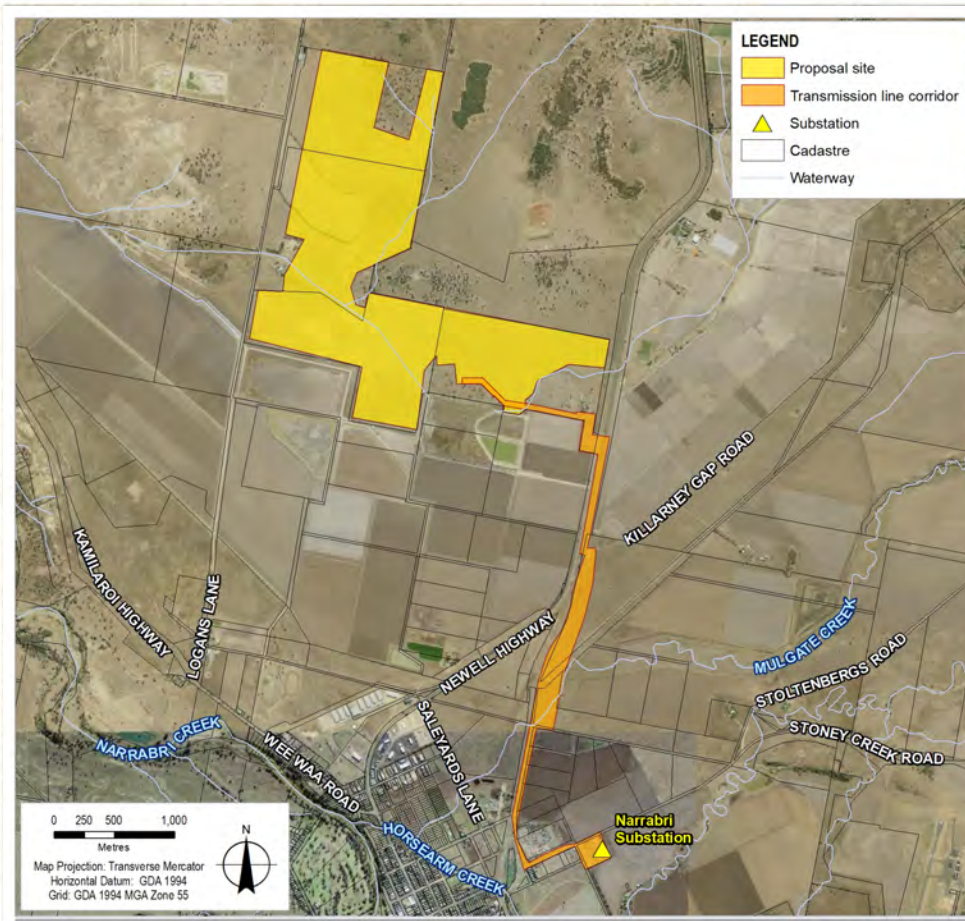 LEGEND
Proposal site
Transmission line corridor
Substation
Cadastre
Waterway
KILLARNEY GAP ROAD
KAMILAROI HIGHWAY
LOGANS LANE
NEWELL HIGHWAY
MULGATE CREEK
STOLTENBERGS ROAD
STONEY CREEK ROAD
NARRABRI CREEK
WEE WAA ROAD
SALEYARDS LANE
HORSEARM CREEK
Narrabri
Substation
0 250 500 1,000
Metres
N
Map Projection: Transverse Mercator
Horizontal Datum: GDA 1994
Grid: GDA 1994 MGA Zone 55